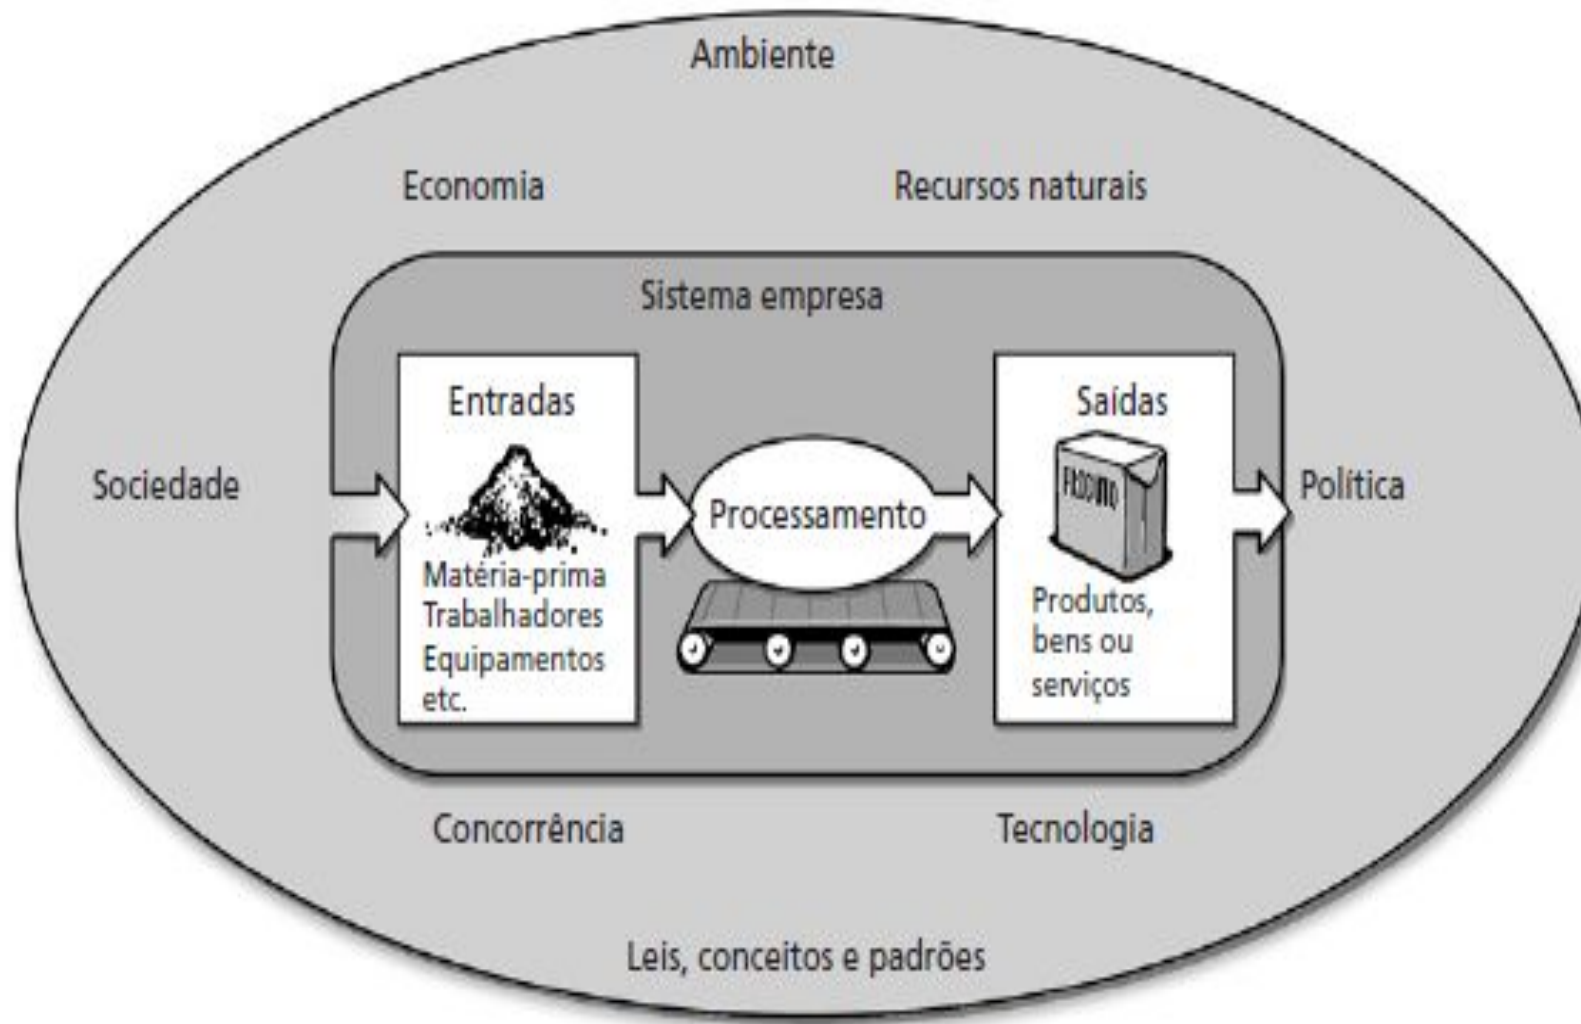 Ambiente
Economia
Recursos naturais
Sistema empresa
Entradas
Saídas
Sociedade
Política
Processamento
PRODUTO
Matéria-prima
Trabalhadores
Equipamentos
etc.
Produtos,
bens ou
serviços
Concorrência
Tecnologia
Leis, conceitos e padrões